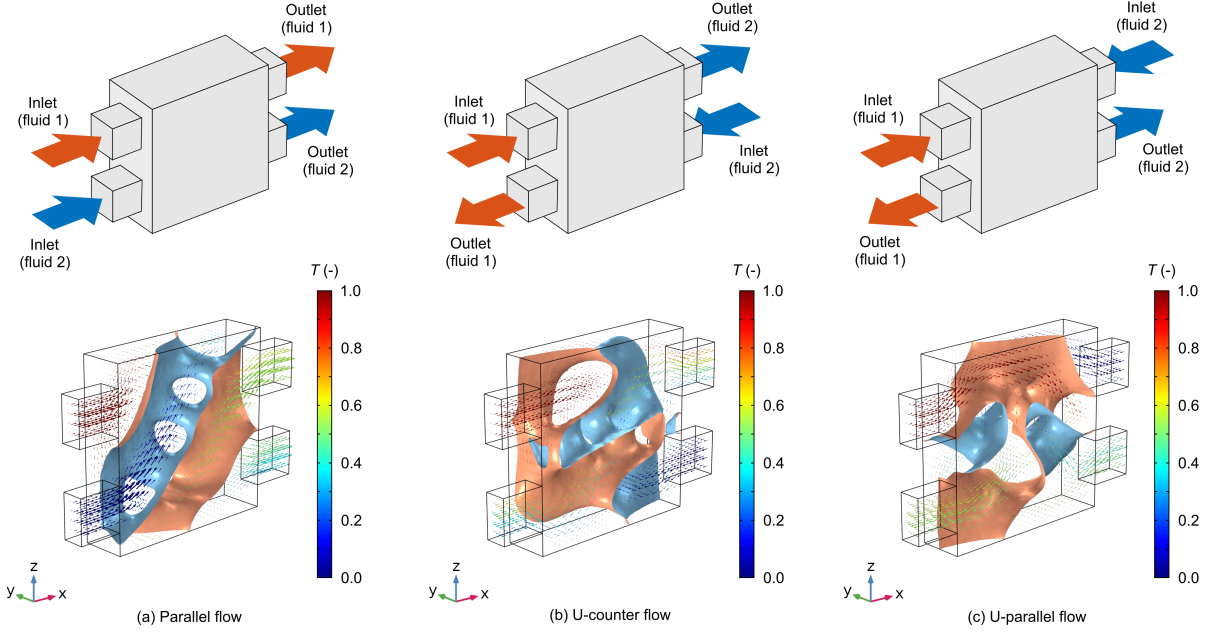 Outlet
(fluid 1)
Inlet
(fluid 1)
Outlet
(fluid 2)
Inlet
(fluid 2)
Outlet
(fluid 2)
Inlet
(fluid 1)
Inlet
(fluid 2)
Outlet
(fluid 1)
Inlet
(fluid 2)
Inlet
(fluid 1)
Outlet
(fluid 2)
Outlet
(fluid 1)
T (-)
1.0
0.8
0.6
0.4
0.2
0.0
z
y
x
(a) Parallel flow
T (-)
1.0
0.8
0.6
0.4
0.2
0.0
z
y
x
(b) U-counter flow
T (-)
1.0
0.8
0.6
0.4
0.2
0.0
z
y
x
(c) U-parallel flow